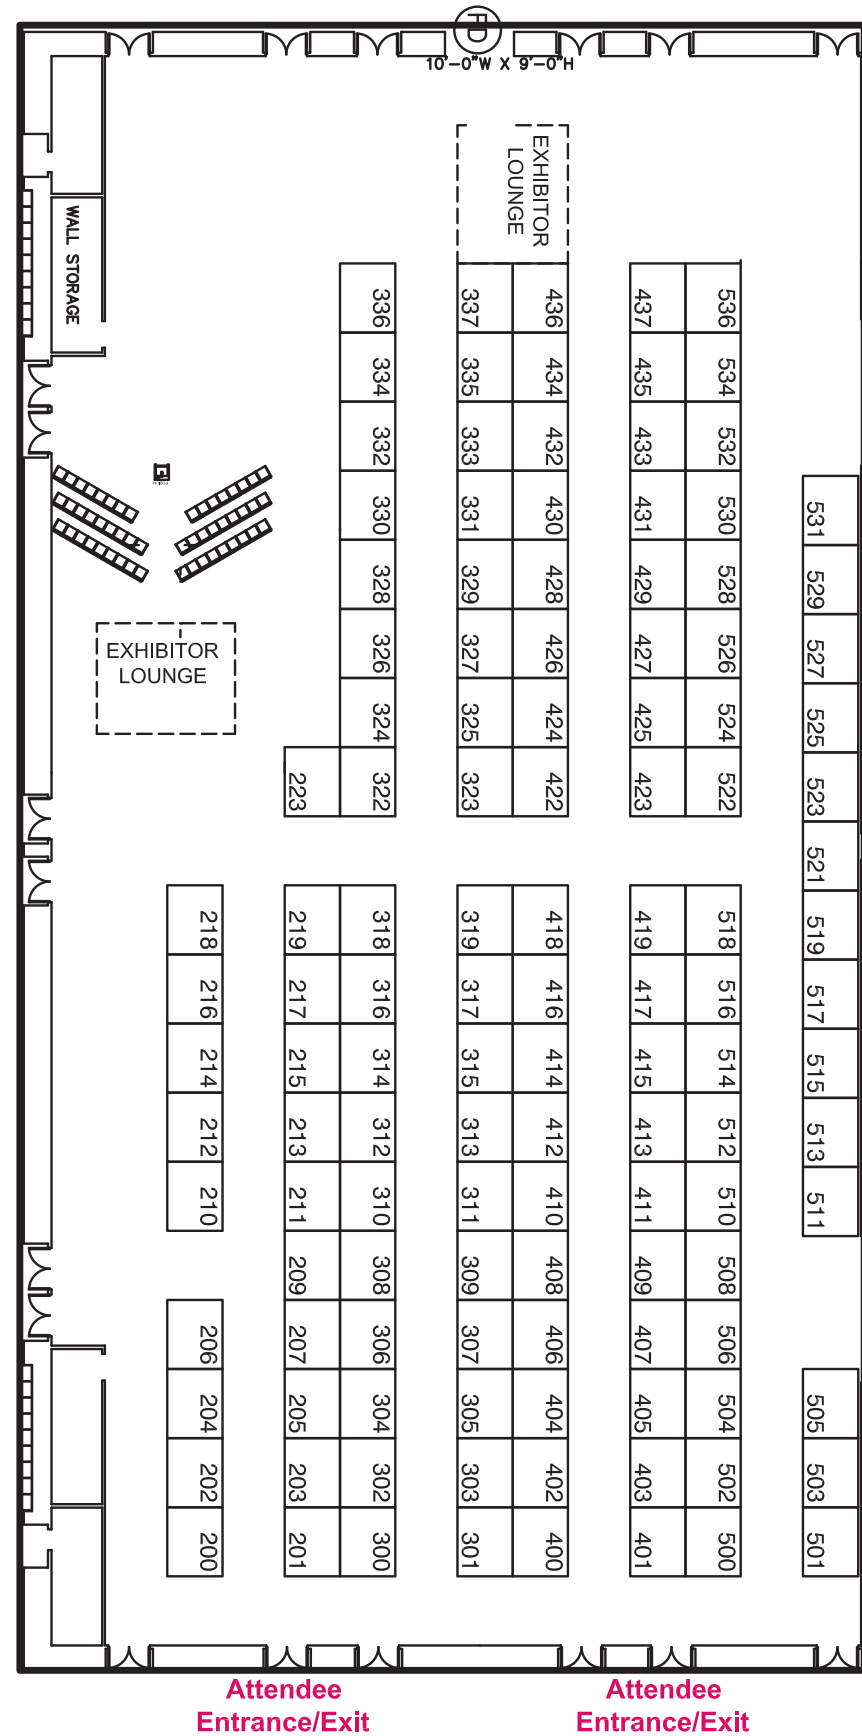 FD
10'-0"W X 9'-0"H
EXHIBITOR
LOUNGE
WALL STORAGE
336 337 436 437 536
334 335 434 435 534
332 333 432 433 532
330 331 430 431 530 531
328 329 428 429 528 529
EXHIBITOR
LOUNGE
326 327 426 427 526 527
324 325 424 425 524 525
223 322 323 422 423 522 523
521
218 219 318 319 418 419 518 519
216 217 316 317 416 417 516 517
214 215 314 315 414 415 514 515
212 213 312 313 412 413 512 513
210 211 310 311 410 411 510 511
209 308 309 408 409 508
206 207 306 307 406 407 506
204 205 304 305 404 405 504 505
202 203 302 303 402 403 502 503
200 201 300 301 400 401 500 501
Attendee
Entrance/Exit
Attendee
Entrance/Exit